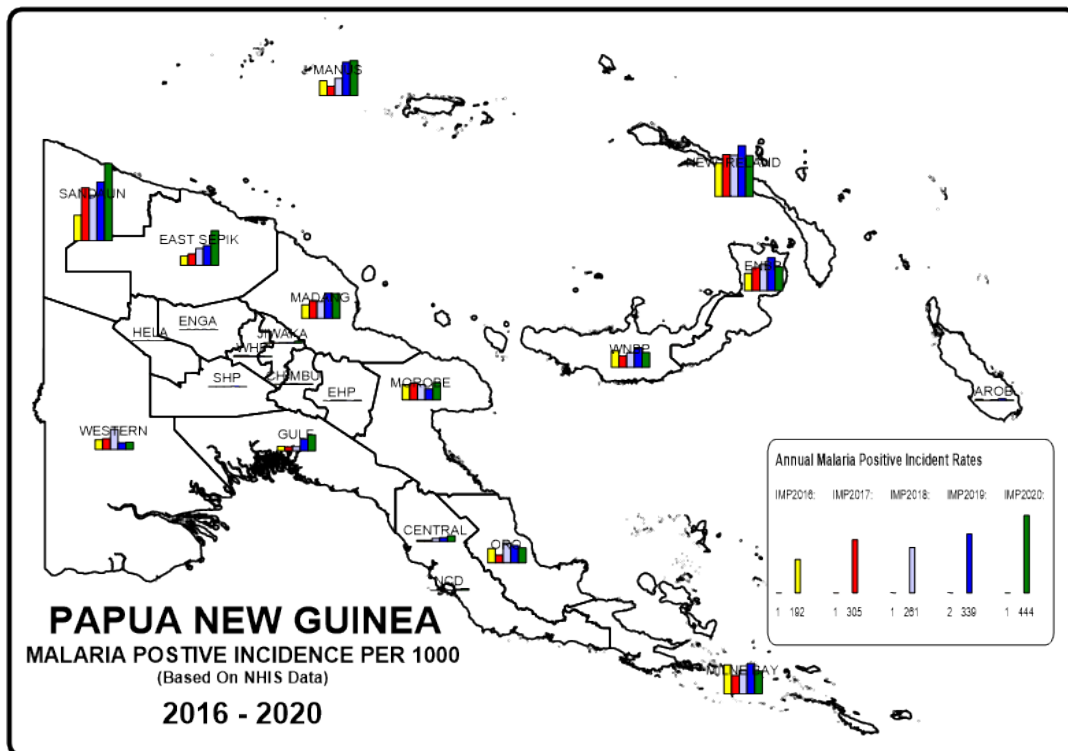 MANUS
NEW IRELAND
SANDAUN
EAST SEPIK
ENBP
MADANG
ENGA
HELA
JIWAKA
WHP
WNBP
SHP
CHIMBU
EHP
MOROBE
AROB
WESTERN
GULF
CENTRAL
ORO
NCD
MILNE BAY
Annual Malaria Positive Incident Rates
IMP2016: IMP2017: IMP2018: IMP2019: IMP2020:
1 192 1 305 1 261 2 339 1 444
PAPUA NEW GUINEA
MALARIA POSTIVE INCIDENCE PER 1000
(Based On NHIS Data)
2016 - 2020